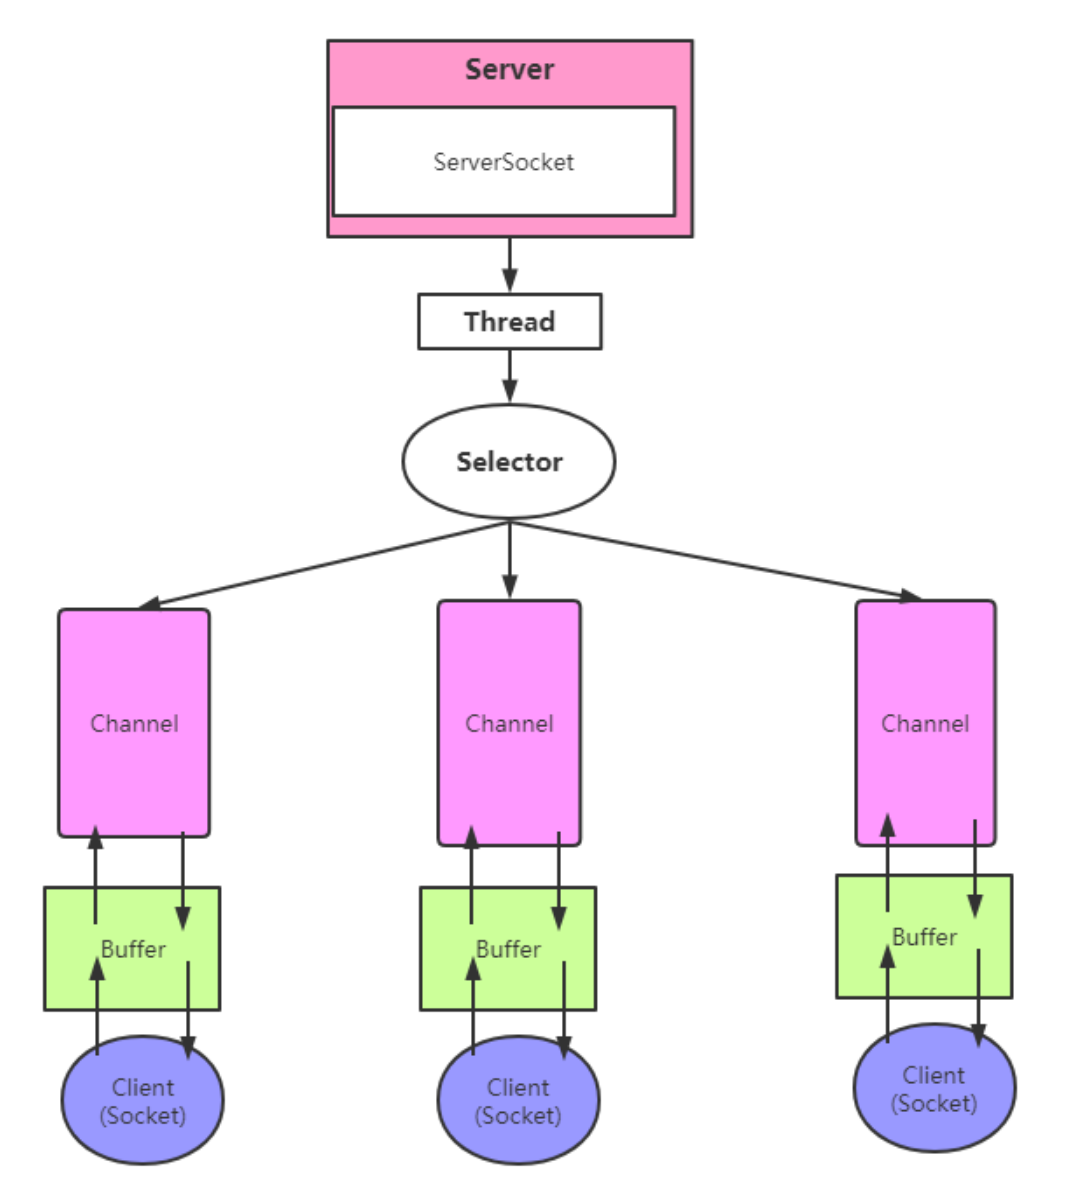 Server
ServerSocket
Thread
Selector
Channel
Channel
Channel
Buffer
Buffer
Buffer
Client
(Socket)
Client
(Socket)
Client
(Socket)